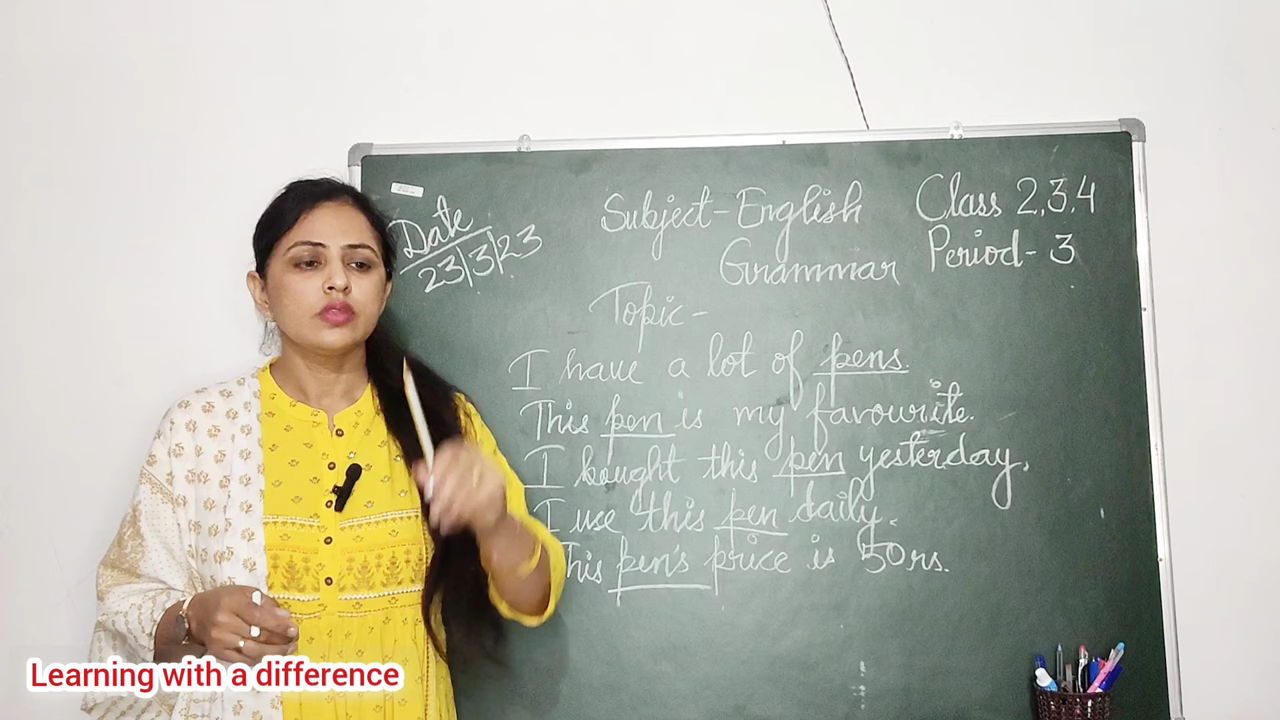 Date
23/3/23
Subject-English
Grammar
Class 2,3,4
Period- 3
Topic-
I have a lot of pens.
This pen is my favourite.
I bought this pen yesterday.
I use this pen daily.
This pen's price is 50rs.
Learning with a difference